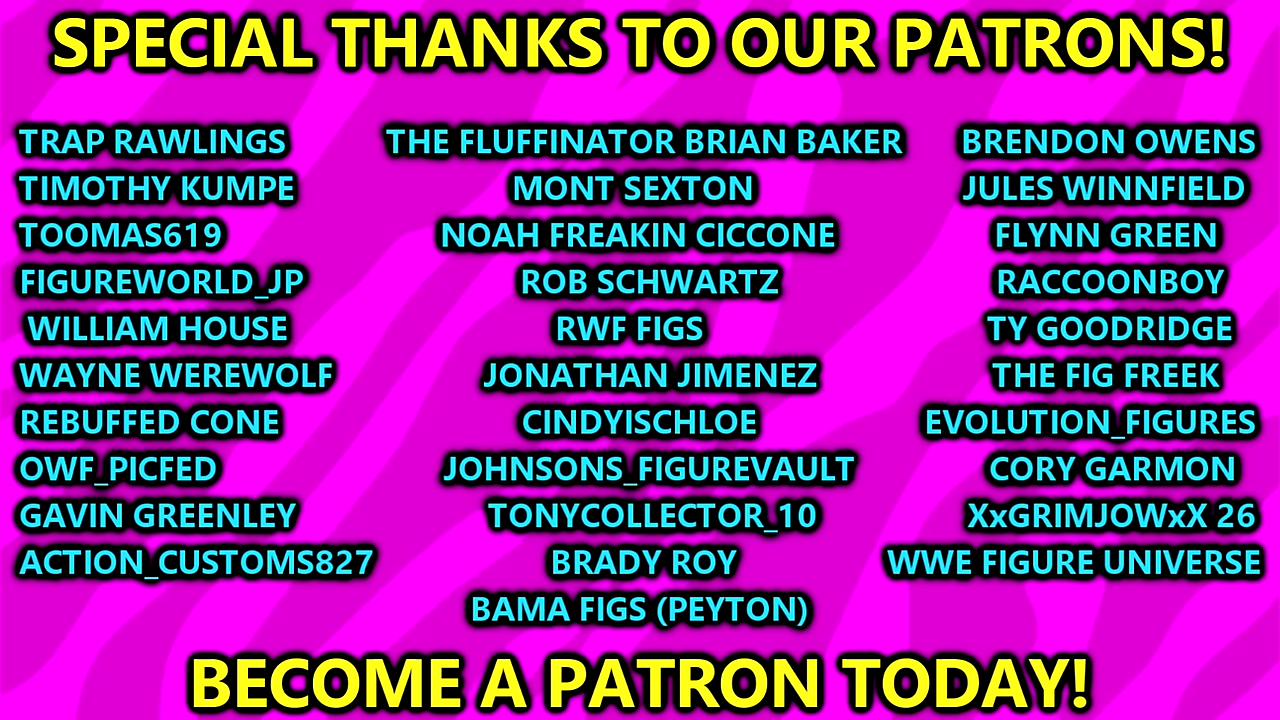 SPECIAL THANKS TO OUR PATRONS!
TRAP RAWLINGS
TIMOTHY KUMPE
TOOMAS619
FIGUREWORLD_JP
WILLIAM HOUSE
WAYNE WEREWOLF
REBUFFED CONE
OWF_PICFED
GAVIN GREENLEY
ACTION_CUSTOMS827
THE FLUFFINATOR BRIAN BAKER
MONT SEXTON
NOAH FREAKIN CICCONE
ROB SCHWARTZ
RWF FIGS
JONATHAN JIMENEZ
CINDYISCHLOE
JOHNSONS_FIGUREVAULT
TONYCOLLECTOR_10
BRADY ROY
BAMA FIGS (PEYTON)
BRENDON OWENS
JULES WINNFIELD
FLYNN GREEN
RACCOONBOY
TY GOODRIDGE
THE FIG FREEK
EVOLUTION_FIGURES
CORY GARMON
XxGRIMJOWxX 26
WWE FIGURE UNIVERSE
BECOME A PATRON TODAY!